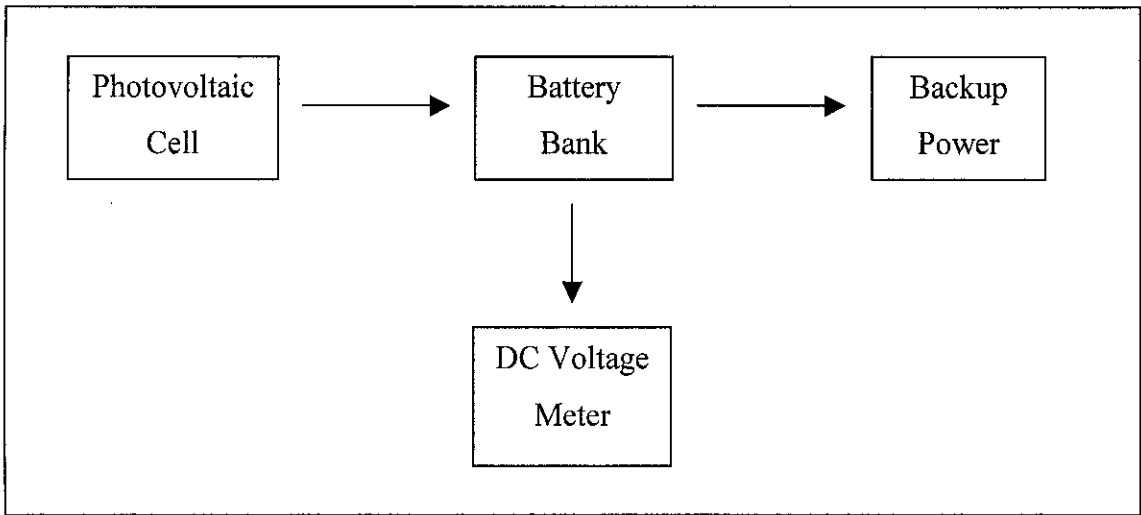 Photovoltaic
Cell
Battery
Bank
Backup
Power
DC Voltage
Meter